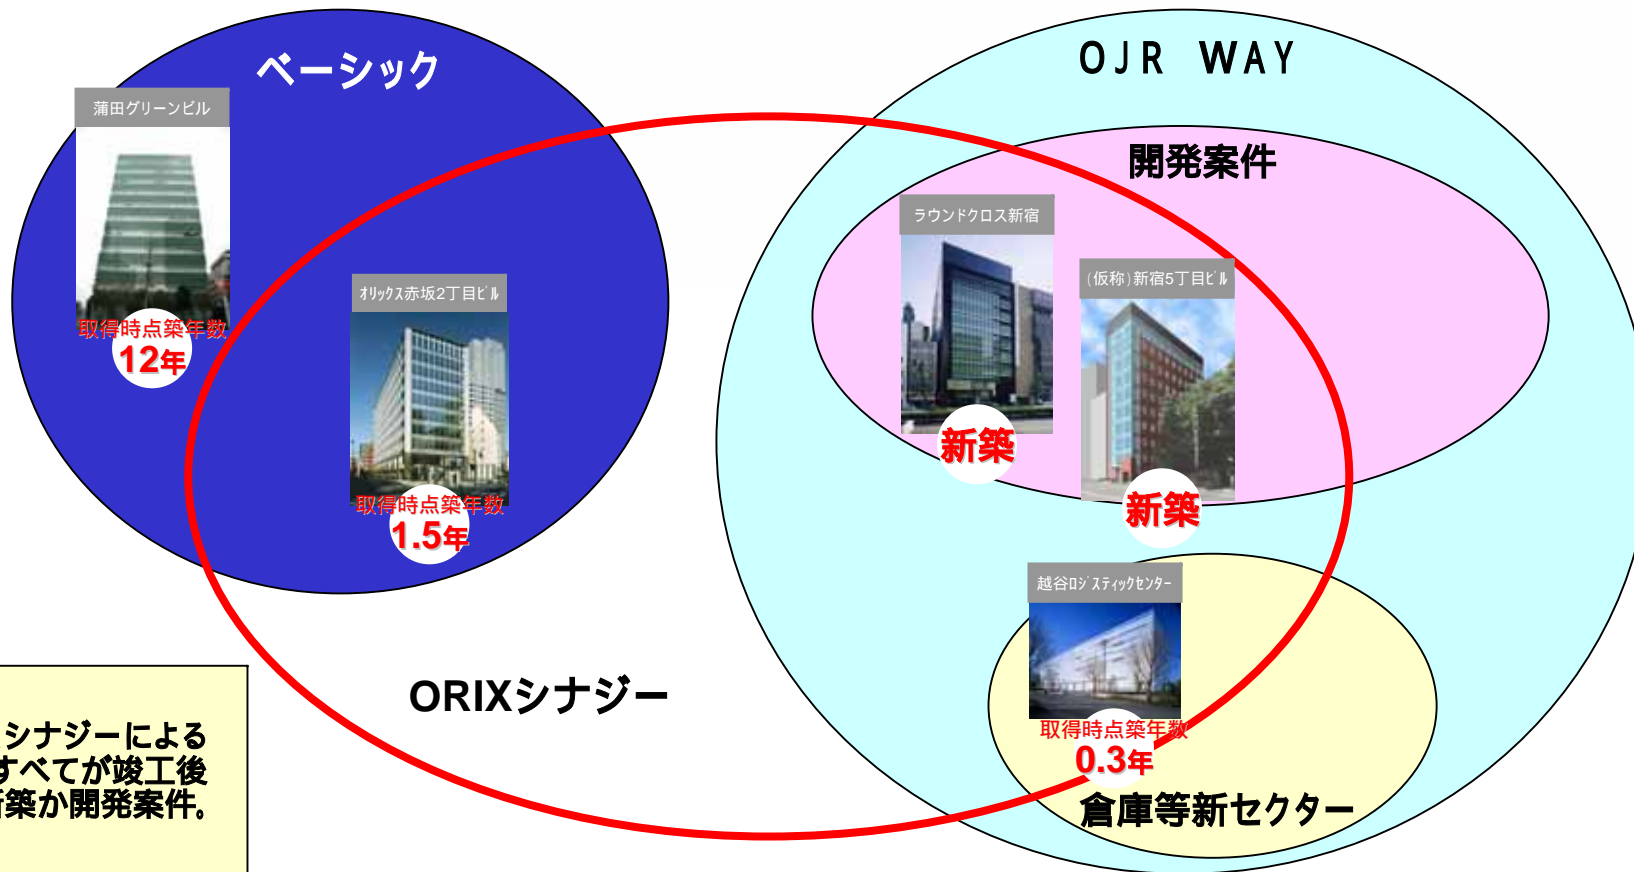 ベーシック
蒲田グリーンビル
取得時点築年数
12年
オリックス赤坂2丁目ビル
取得時点築年数
1.5年
OJR WAY
開発案件
ラウンドクロス新宿
新築
(仮称)新宿5丁目ビル
新築
越谷ロジスティックセンター
取得時点築年数
0.3年
倉庫等新セクター
ORIXシナジー
シナジーによる
すべてが竣工後
新築か開発案件。